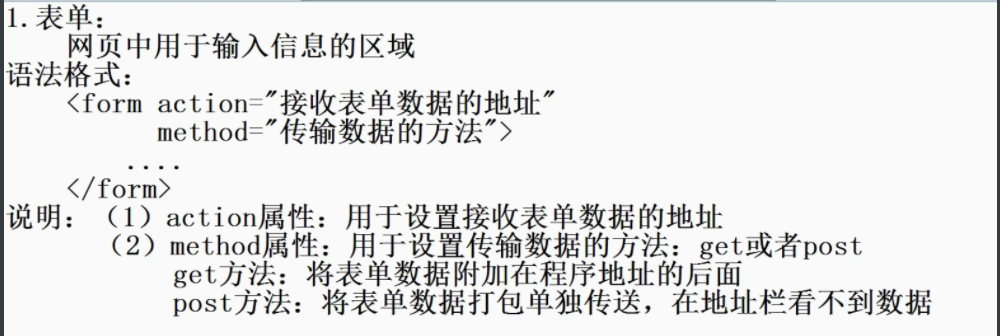 1.表单：
网页中用于输入信息的区域
语法格式：
<form action="接收表单数据的地址"
method="传输数据的方法">
....
</form>
说明：（1）action属性：用于设置接收表单数据的地址
（2）method属性：用于设置传输数据的方法：get或者post
get方法：将表单数据附加在程序地址的后面
post方法：将表单数据打包单独传送，在地址栏看不到数据